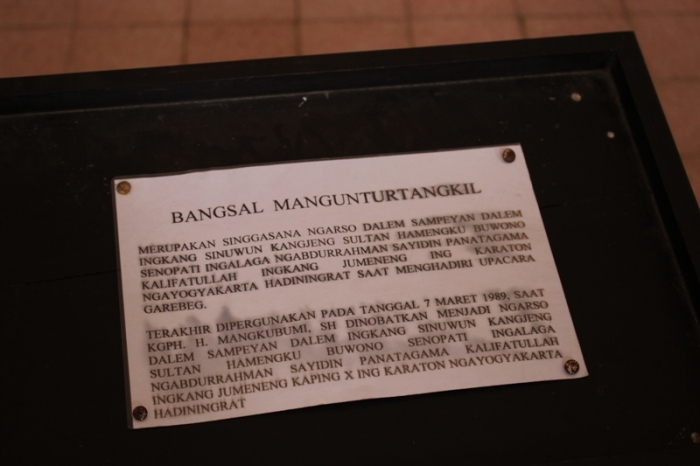 BANGSAL MANGUNTURTANGKIL
MERUPAKAN SINGGASANA NGARSO DALEM SAMPEYAN DALEM
INGKANG SINUWUN KANGJENG SULTAN HAMENGKU BUWONO
SENOPATI INGALAGA NGABDURRAHMAN SAYIDIN PANATAGAMA
KALIFATULLAH INGKANG JUMENENG ING KARATON
NGAYOGYAKARTA HADININGRAT SAAT MENGHADIRI UPACARA
GAREBEG.
TERAKHIR DIPERGUNAKAN PADA TANGGAL 7 MARET 1989, SAAT
KGPH. H. MANGKUBUMI, SH DINOBATKAN MENJADI NGARSO
DALEM SAMPEYAN DALEM INGKANG SINUWUN KANGJENG
SULTAN HAMENGKU BUWONO SENOPATI INGALAGA
NGABDURRAHMAN SAYIDIN PANATAGAMA KALIFATULLAH
INGKANG JUMENENG KAPING X ING KARATON NGAYOGYAKARTA
HADININGRAT